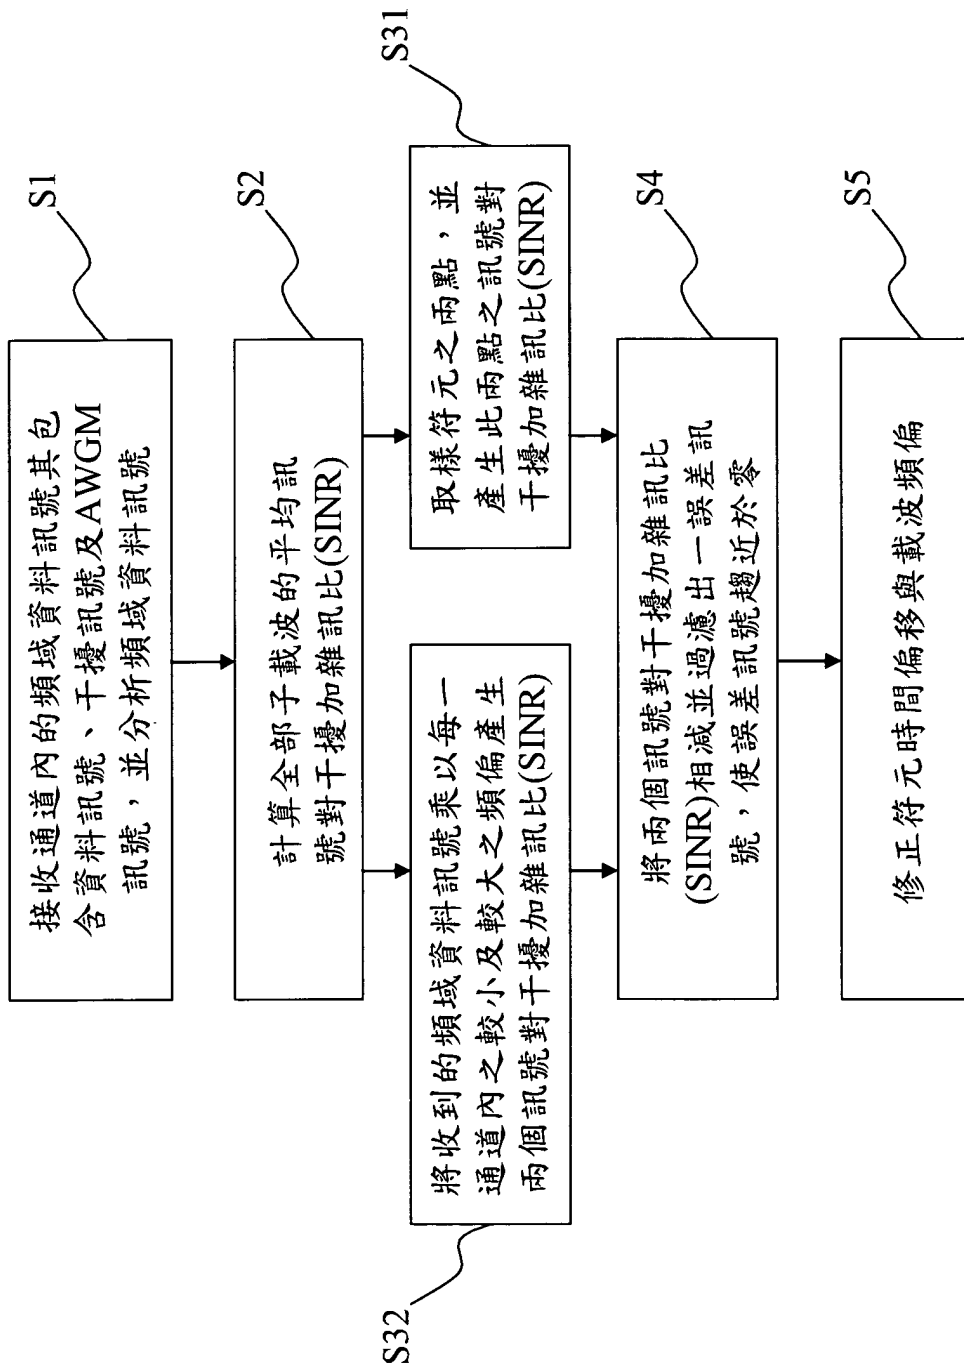 S1
接收通道內的頻域資料訊號其包
含資料訊號、干擾訊號及AWGM
訊號，並分析頻域資料訊號
S2
計算全部子載波的平均訊
號對干擾加雜訊比(SINR)
S31
取樣符元之兩點，並
產生此兩點之訊號對
干擾加雜訊比(SINR)
S32
將收到的頻域資料訊號乘以每一
通道內之較小及較大之頻偏產生
兩個訊號對干擾加雜訊比(SINR)
S4
將兩個訊號對干擾加雜訊比
(SINR)相減並過濾出一誤差訊
號，使誤差訊號趨近於零
S5
修正符元時間偏移與載波頻偏